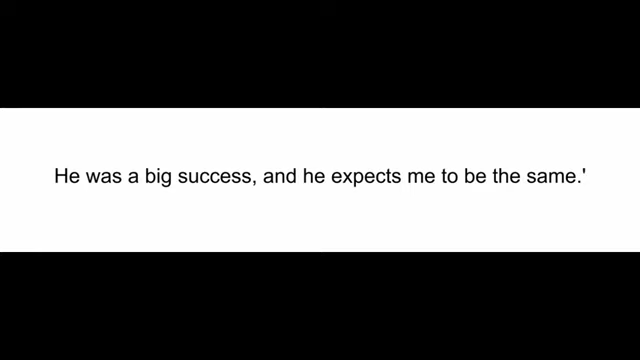 He was a big success, and he expects me to be the same.'